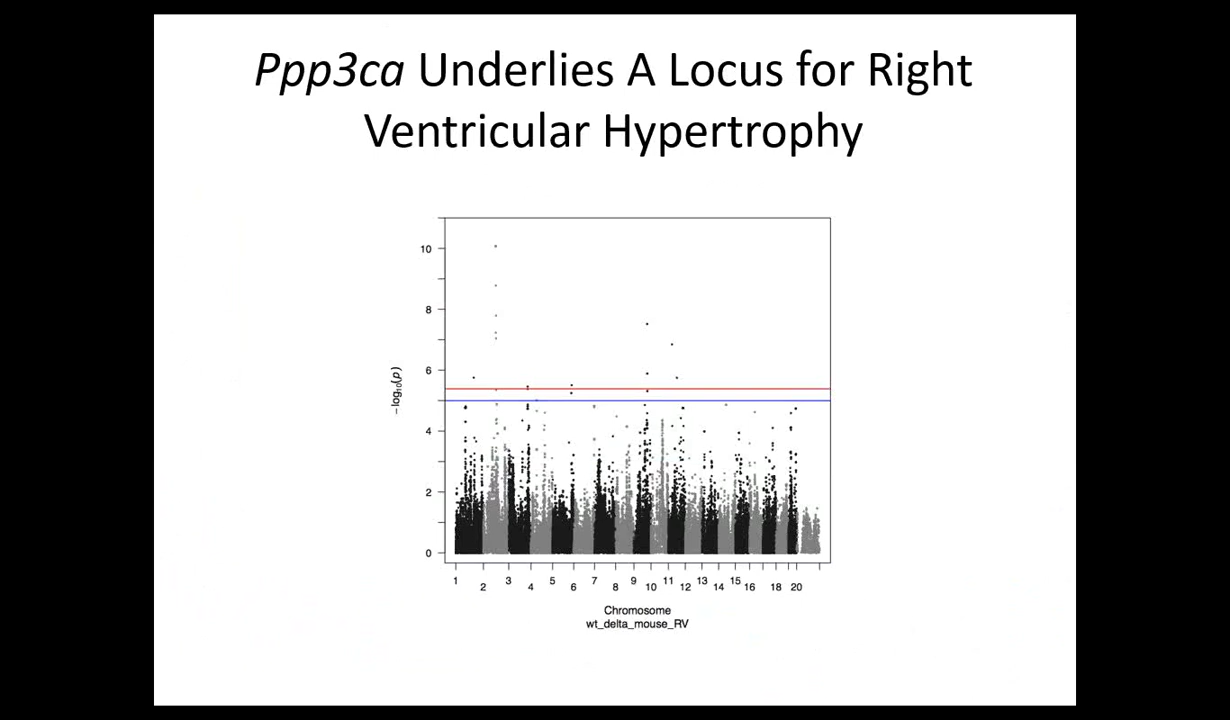 Ppp3ca Underlies A Locus for Right
Ventricular Hypertrophy
10
8
6
4
2
0
−log₁₀(p)
1 2 3 4 5 6 7 8 9 10 11 12 13 14 15 16 18 20
Chromosome
wt_delta_mouse_RV